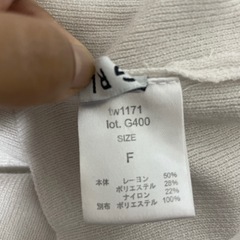 tw1171
lot. G400
SIZE
F
本体 レーヨン 50%
ポリエステル 28%
ナイロン 22%
別布 ポリエステル 100%